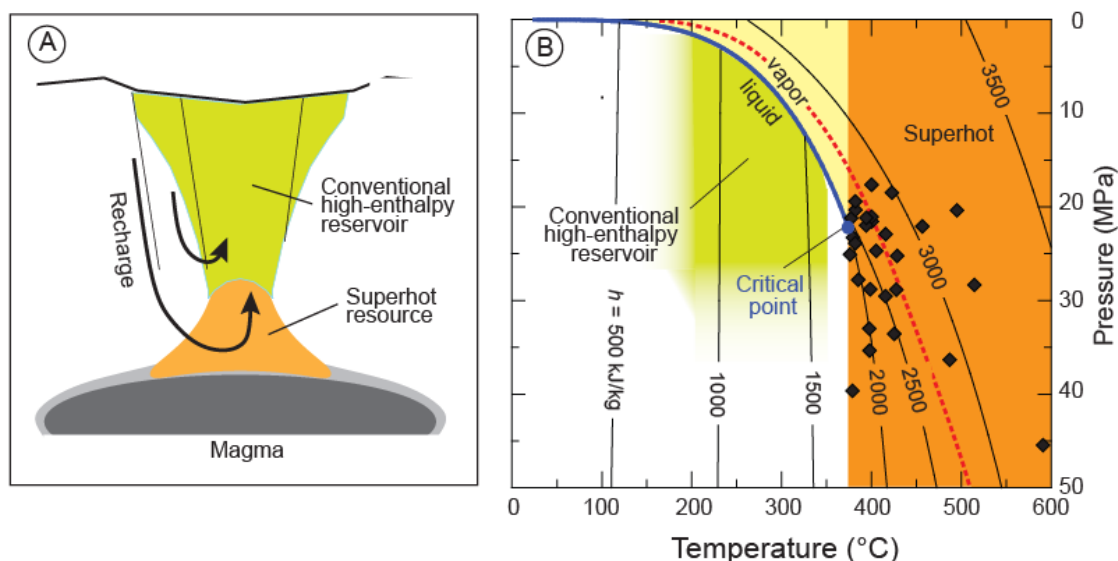 A
Conventional
high-enthalpy
reservoir
Recharge
Superhot
resource
Magma
B
vapor
liquid
3500
Superhot
Conventional
high-enthalpy
reservoir
Critical
point
3000
h = 500 kJ/kg
1000
1500
2000
2500
0
10
20
30
40
50
Pressure (MPa)
0 100 200 300 400 500 600
Temperature (°C)